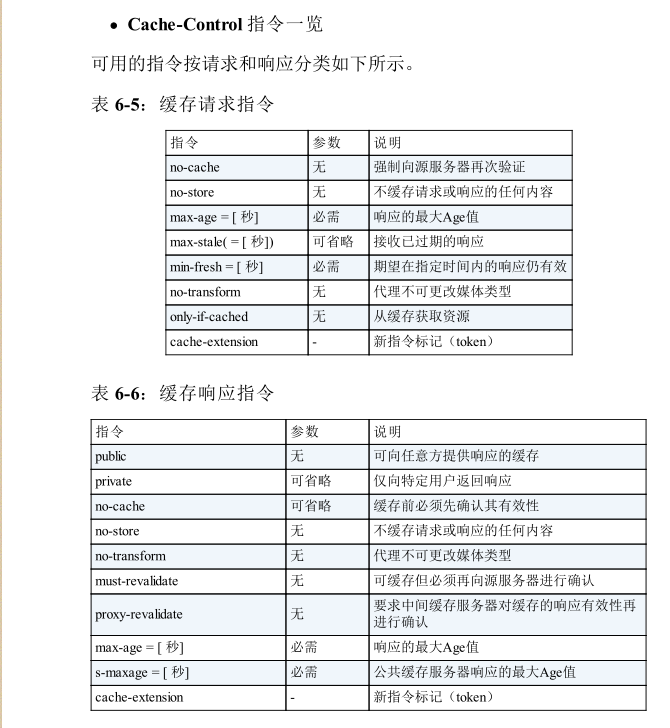 • Cache-Control 指令一览
可用的指令按请求和响应分类如下所示。
表 6-5：缓存请求指令
指令 参数 说明
no-cache 无 强制向源服务器再次验证
no-store 无 不缓存请求或响应的任何内容
max-age = [ 秒] 必需 响应的最大Age值
max-stale( = [ 秒]) 可省略 接收已过期的响应
min-fresh = [ 秒] 必需 期望在指定时间内的响应仍有效
no-transform 无 代理不可更改媒体类型
only-if-cached 无 从缓存获取资源
cache-extension - 新指令标记（token）
表 6-6：缓存响应指令
指令 参数 说明
public 无 可向任意方提供响应的缓存
private 可省略 仅向特定用户返回响应
no-cache 可省略 缓存前必须先确认其有效性
no-store 无 不缓存请求或响应的任何内容
no-transform 无 代理不可更改媒体类型
must-revalidate 无 可缓存但必须再向源服务器进行确认
proxy-revalidate 无 要求中间缓存服务器对缓存的响应有效性再
进行确认
max-age = [ 秒] 必需 响应的最大Age值
s-maxage = [ 秒] 必需 公共缓存服务器响应的最大Age值
cache-extension - 新指令标记（token）